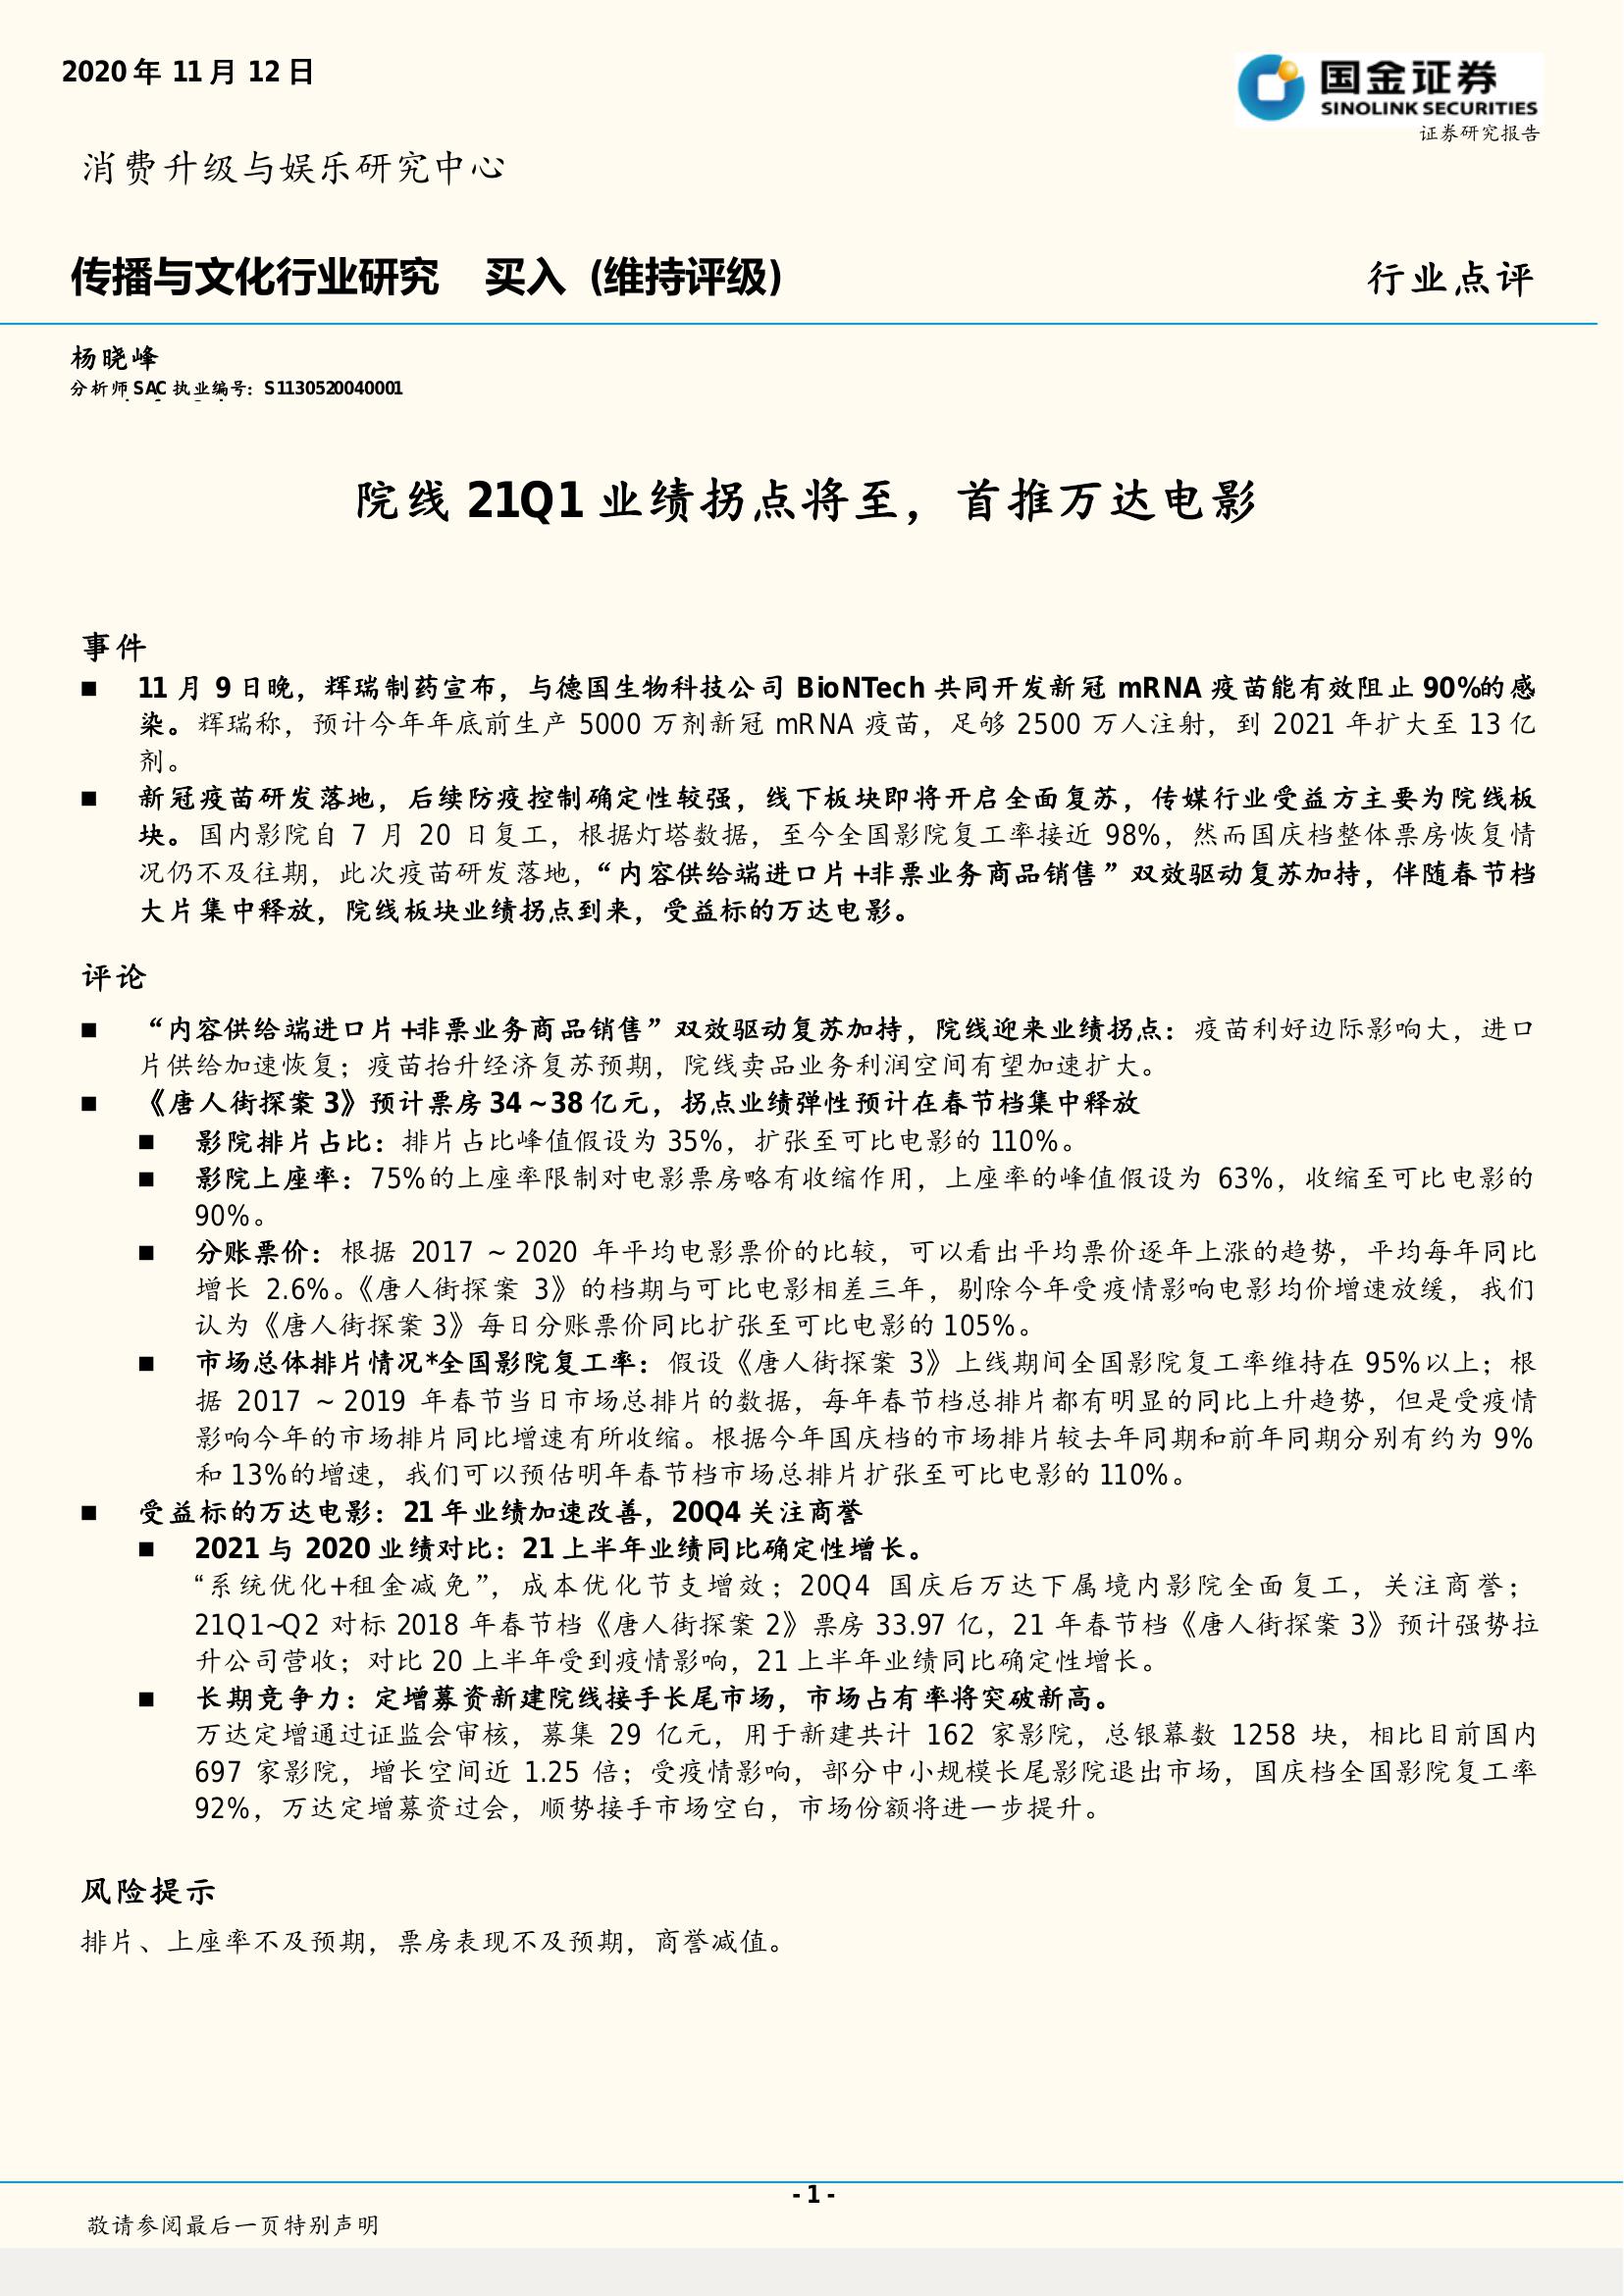 2020 年 11 月 12 日
国金证券
SINOLINK SECURITIES
证券研究报告
消费升级与娱乐研究中心
传播与文化行业研究 买入 (维持评级)
行业点评
杨晓峰
分析师 SAC 执业编号：S1130520040001
院线 21Q1 业绩拐点将至，首推万达电影
事件
■ 11 月 9 日晚，辉瑞制药宣布，与德国生物科技公司 BioNTech 共同开发新冠 mRNA 疫苗能有效阻止 90%的感
染。辉瑞称，预计今年年底前生产 5000 万剂新冠 mRNA 疫苗，足够 2500 万人注射，到 2021 年扩大至 13 亿
剂。
■ 新冠疫苗研发落地，后续防疫控制确定性较强，线下板块即将开启全面复苏，传媒行业受益方主要为院线板
块。国内影院自 7 月 20 日复工，根据灯塔数据，至今全国影院复工率接近 98%，然而国庆档整体票房恢复情
况仍不及往期，此次疫苗研发落地，“内容供给端进口片+非票业务商品销售”双效驱动复苏加持，伴随春节档
大片集中释放，院线板块业绩拐点到来，受益标的万达电影。
评论
■ “内容供给端进口片+非票业务商品销售”双效驱动复苏加持，院线迎来业绩拐点：疫苗利好边际影响大，进口
片供给加速恢复；疫苗抬升经济复苏预期，院线卖品业务利润空间有望加速扩大。
■ 《唐人街探案 3》预计票房 34~38 亿元，拐点业绩弹性预计在春节档集中释放
■ 影院排片占比：排片占比峰值假设为 35%，扩张至可比电影的 110%。
■ 影院上座率：75%的上座率限制对电影票房略有收缩作用，上座率的峰值假设为 63%，收缩至可比电影的
90%。
■ 分账票价：根据 2017 ~ 2020 年平均电影票价的比较，可以看出平均票价逐年上涨的趋势，平均每年同比
增长 2.6%。《唐人街探案 3》的档期与可比电影相差三年，剔除今年受疫情影响电影均价增速放缓，我们
认为《唐人街探案 3》每日分账票价同比扩张至可比电影的 105%。
■ 市场总体排片情况*全国影院复工率：假设《唐人街探案 3》上线期间全国影院复工率维持在 95%以上；根
据 2017 ~ 2019 年春节当日市场总排片的数据，每年春节档总排片都有明显的同比上升趋势，但是受疫情
影响今年的市场排片同比增速有所收缩。根据今年国庆档的市场排片较去年同期和前年同期分别有约为 9%
和 13%的增速，我们可以预估明年春节档市场总排片扩张至可比电影的 110%。
■ 受益标的万达电影：21 年业绩加速改善，20Q4 关注商誉
■ 2021 与 2020 业绩对比：21 上半年业绩同比确定性增长。
“系统优化+租金减免”，成本优化节支增效；20Q4 国庆后万达下属境内影院全面复工，关注商誉；
21Q1~Q2 对标 2018 年春节档《唐人街探案 2》票房 33.97 亿，21 年春节档《唐人街探案 3》预计强势拉
升公司营收；对比 20 上半年受到疫情影响，21 上半年业绩同比确定性增长。
■ 长期竞争力：定增募资新建院线接手长尾市场，市场占有率将突破新高。
万达定增通过证监会审核，募集 29 亿元，用于新建共计 162 家影院，总银幕数 1258 块，相比目前国内
697 家影院，增长空间近 1.25 倍；受疫情影响，部分中小规模长尾影院退出市场，国庆档全国影院复工率
92%，万达定增募资过会，顺势接手市场空白，市场份额将进一步提升。
风险提示
排片、上座率不及预期，票房表现不及预期，商誉减值。
- 1 -
敬请参阅最后一页特别声明